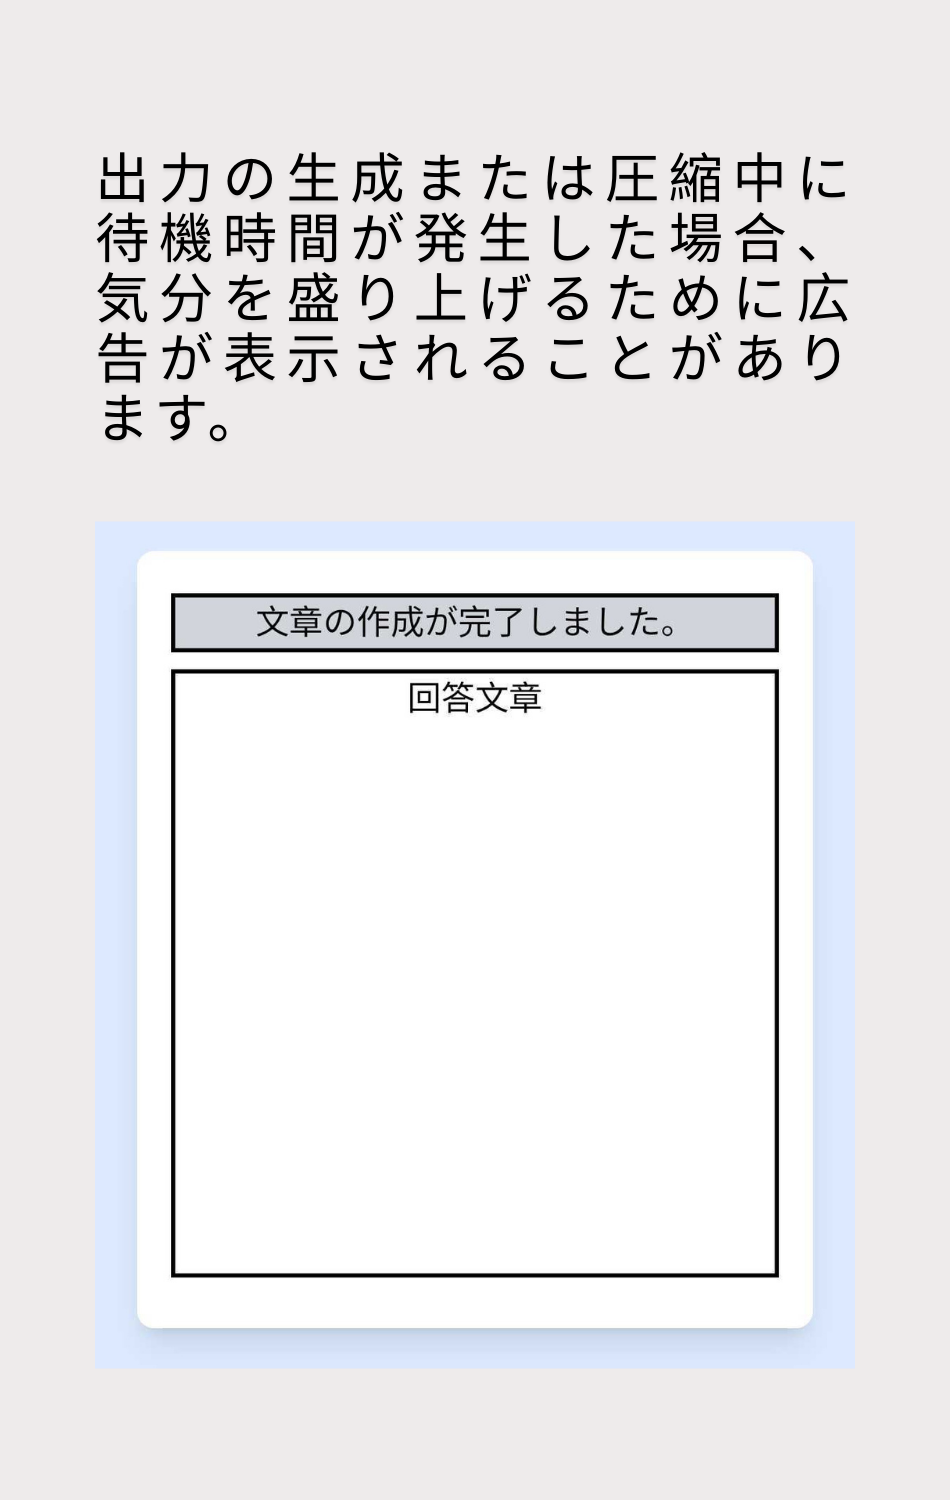 出力の生成または圧縮中に
待機時間が発生した場合、
気分を盛り上げるために広
告が表示されることがあり
ます。
文章の作成が完了しました。
回答文章